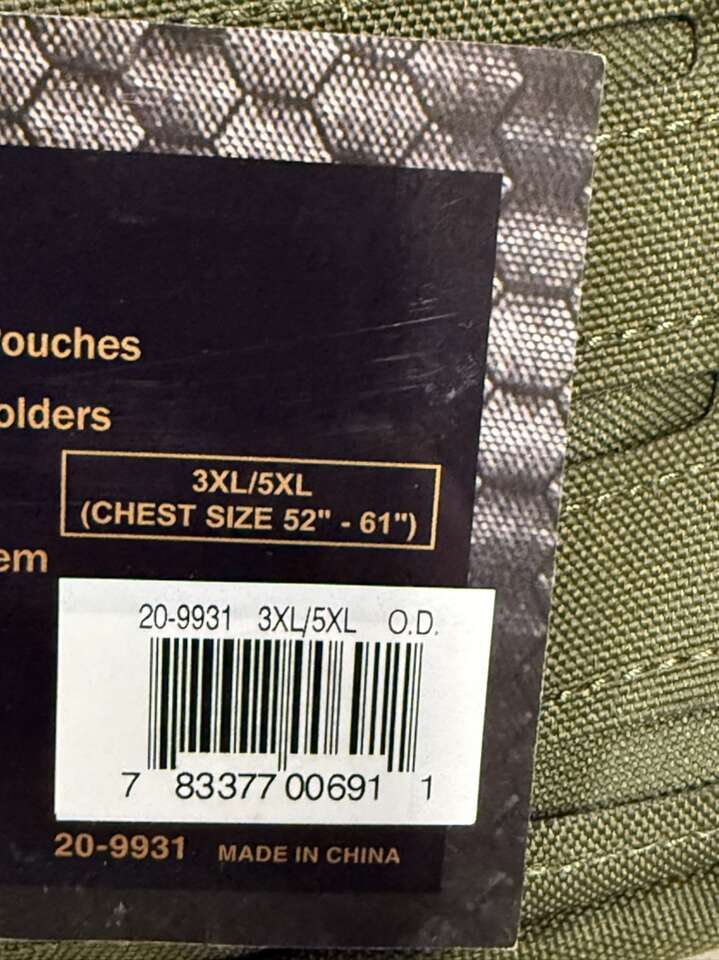 ouches
olders
3XL/5XL
(CHEST SIZE 52" - 61")
em
20-9931 3XL/5XL O.D.
7 83377 00691 1
20-9931 MADE IN CHINA